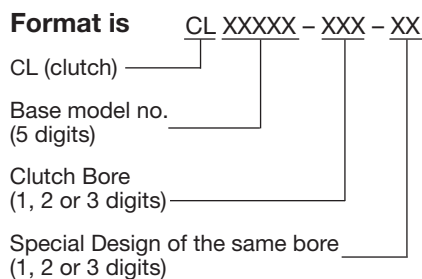 Format is CL XXXXX – XXX – XX
CL (clutch)
Base model no.
(5 digits)
Clutch Bore
(1, 2 or 3 digits)
Special Design of the same bore
(1, 2 or 3 digits)